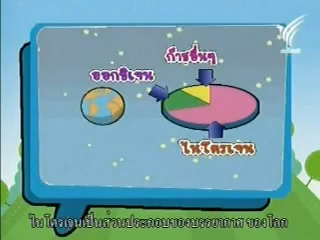 ก๊าซอื่นๆ
ออกซิเจน
ไนโตรเจน
ไนโตรเจนเป็นส่วนประกอบของบรรยากาศ ของโลก